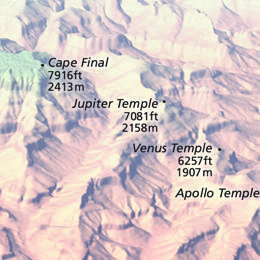 Cape Final
7916ft
2413m
Jupiter Temple
7081ft
2158m
Venus Temple
6257ft
1907m
Apollo Temple